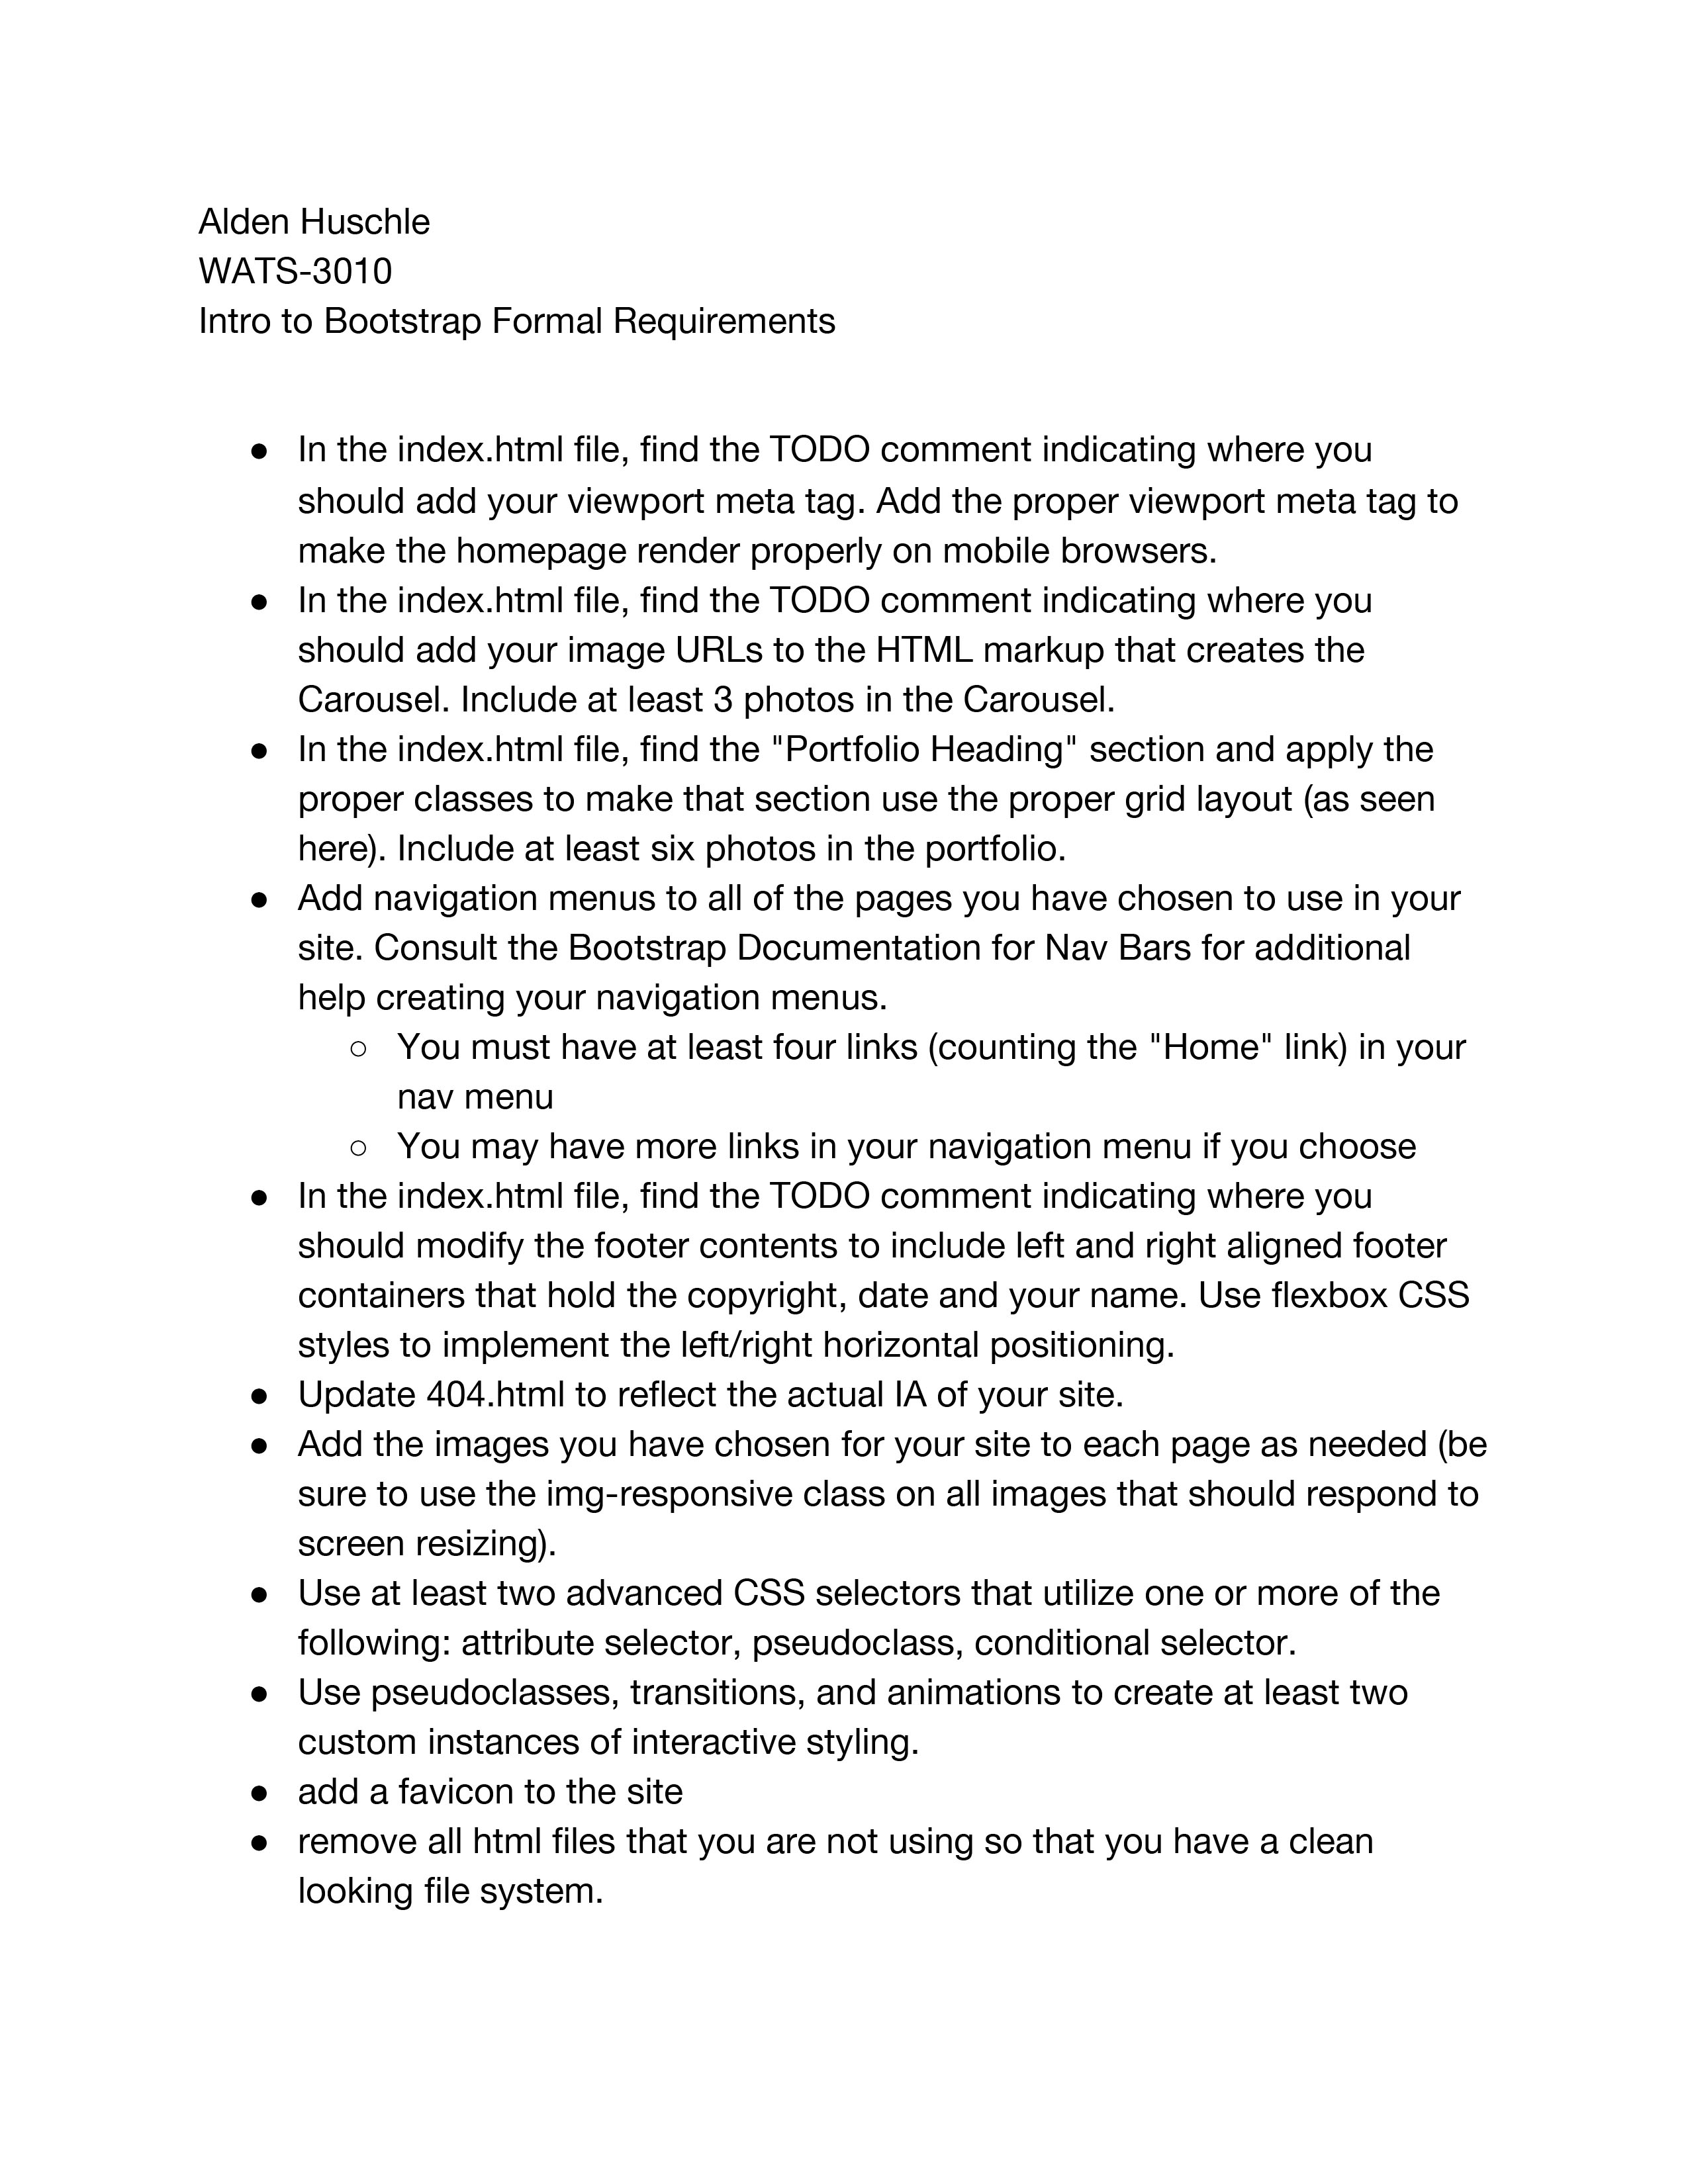 Alden Huschle
WATS-3010
Intro to Bootstrap Formal Requirements
● In the index.html file, find the TODO comment indicating where you
should add your viewport meta tag. Add the proper viewport meta tag to
make the homepage render properly on mobile browsers.
● In the index.html file, find the TODO comment indicating where you
should add your image URLs to the HTML markup that creates the
Carousel. Include at least 3 photos in the Carousel.
● In the index.html file, find the "Portfolio Heading" section and apply the
proper classes to make that section use the proper grid layout (as seen
here). Include at least six photos in the portfolio.
● Add navigation menus to all of the pages you have chosen to use in your
site. Consult the Bootstrap Documentation for Nav Bars for additional
help creating your navigation menus.
○ You must have at least four links (counting the "Home" link) in your
nav menu
○ You may have more links in your navigation menu if you choose
● In the index.html file, find the TODO comment indicating where you
should modify the footer contents to include left and right aligned footer
containers that hold the copyright, date and your name. Use flexbox CSS
styles to implement the left/right horizontal positioning.
● Update 404.html to reflect the actual IA of your site.
● Add the images you have chosen for your site to each page as needed (be
sure to use the img-responsive class on all images that should respond to
screen resizing).
● Use at least two advanced CSS selectors that utilize one or more of the
following: attribute selector, pseudoclass, conditional selector.
● Use pseudoclasses, transitions, and animations to create at least two
custom instances of interactive styling.
● add a favicon to the site
● remove all html files that you are not using so that you have a clean
looking file system.